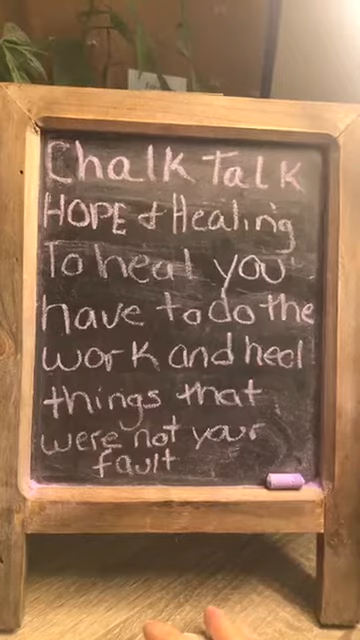 Chalk Talk
HOPE & Healing
To heal you
have to do the
work and heal
things that
were not your
fault